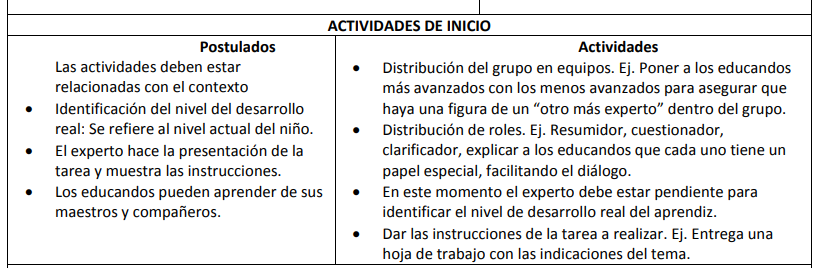 ACTIVIDADES DE INICIO
Postulados
Las actividades deben estar
relacionadas con el contexto
• Identificación del nivel del desarrollo
real: Se refiere al nivel actual del niño.
• El experto hace la presentación de la
tarea y muestra las instrucciones.
• Los educandos pueden aprender de sus
maestros y compañeros.
Actividades
• Distribución del grupo en equipos. Ej. Poner a los educandos
más avanzados con los menos avanzados para asegurar que
haya una figura de un “otro más experto” dentro del grupo.
• Distribución de roles. Ej. Resumidor, cuestionador,
clarificador, explicar a los educandos que cada uno tiene un
papel especial, facilitando el diálogo.
• En este momento el experto debe estar pendiente para
identificar el nivel de desarrollo real del aprendiz.
• Dar las instrucciones de la tarea a realizar. Ej. Entrega una
hoja de trabajo con las indicaciones del tema.